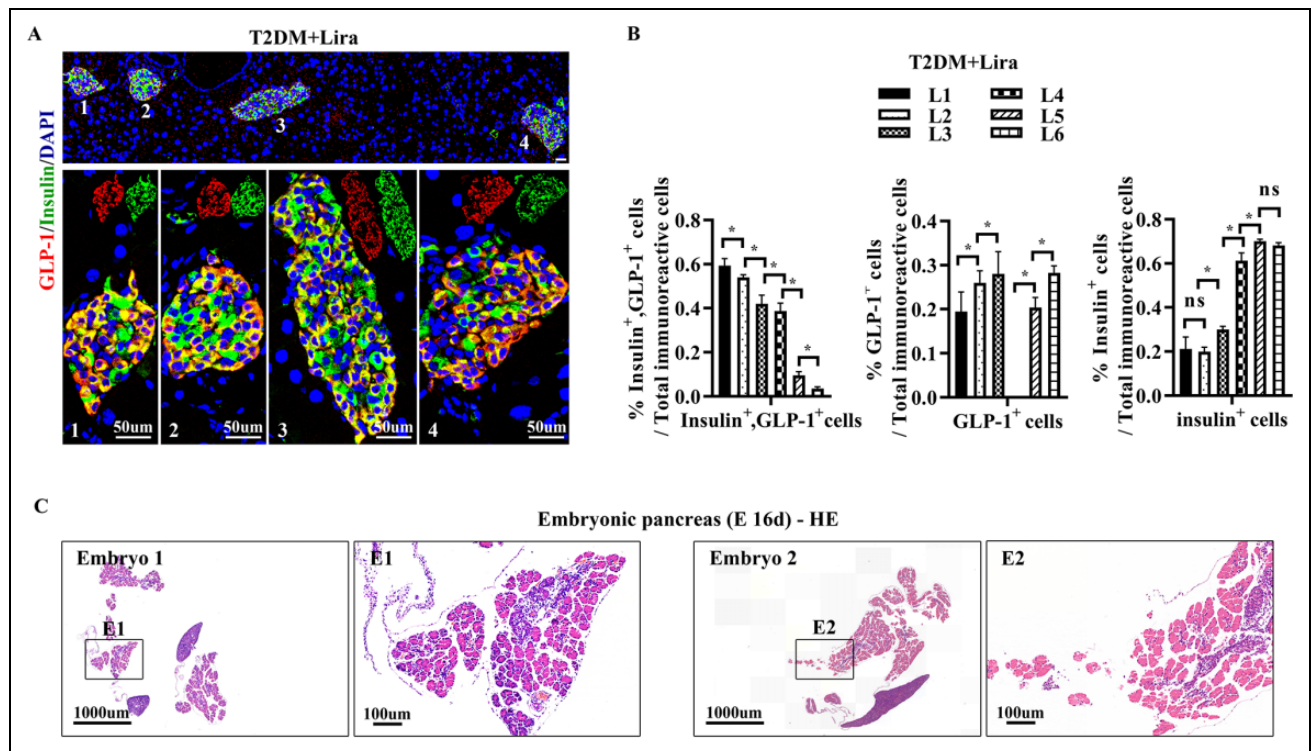 A
T2DM+Lira
GLP-1/Insulin/DAPI
1
2
3
4
1
50um
2
50um
3
50um
4
50um
B
T2DM+Lira
L1
L4
L2
L5
L3
L6
% Insulin⁺,GLP-1⁺ cells
/ Total immunoreactive cells
0.8
0.6
0.4
0.2
0.0
*
*
*
*
*
Insulin⁺,GLP-1⁺cells
% GLP-1⁺ cells
/ Total immunoreactive cells
0.4
0.3
0.2
0.1
0.0
*
*
*
*
GLP-1⁺ cells
% Insulin⁺ cells
/ Total immunoreactive cells
0.8
0.6
0.4
0.2
0.0
ns
*
*
*
ns
insulin⁺ cells
C
Embryonic pancreas (E 16d) - HE
Embryo 1
E1
1000um
E1
100um
Embryo 2
E2
1000um
E2
100um